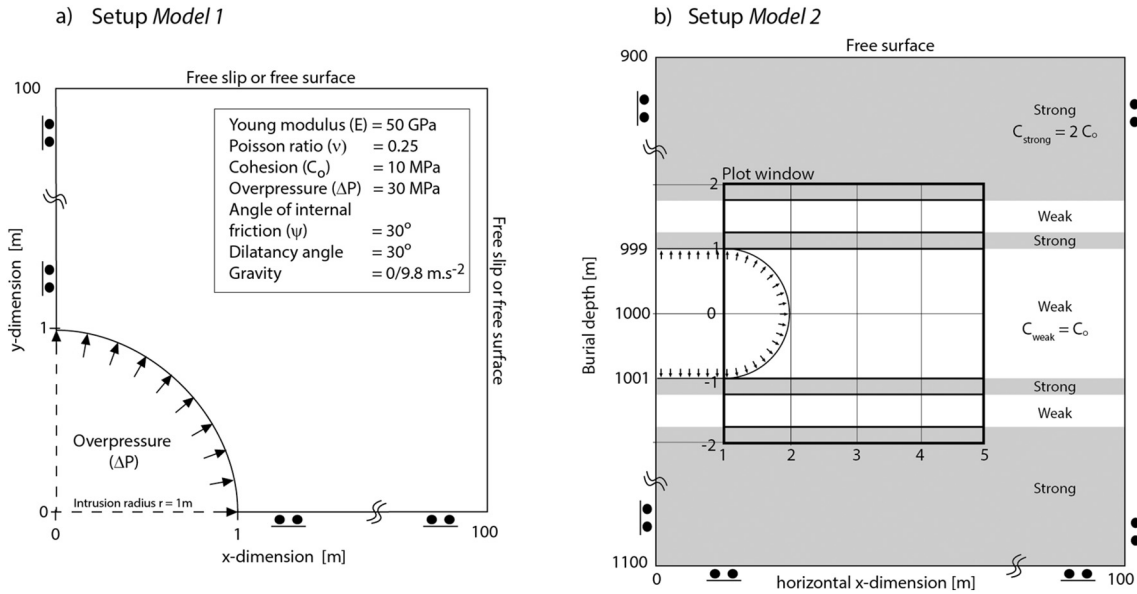 a) Setup Model 1
Free slip or free surface
100
Young modulus (E) = 50 GPa
Poisson ratio (ν) = 0.25
Cohesion (Co) = 10 MPa
Overpressure (ΔP) = 30 MPa
Angle of internal
friction (ψ) = 30°
Dilatancy angle = 30°
Gravity = 0/9.8 m.s-2
Free slip or free surface
y-dimension [m]
1
Overpressure
(ΔP)
Intrusion radius r = 1m
0
0
1
100
x-dimension [m]
b) Setup Model 2
Free surface
900
Strong
Cstrong = 2 Co
Plot window
2
Weak
Strong
999
1
Burial depth [m]
1000
0
Weak
Cweak = Co
1001
-1
Strong
Weak
-2
1
2
3
4
5
Strong
1100
0
100
horizontal x-dimension [m]